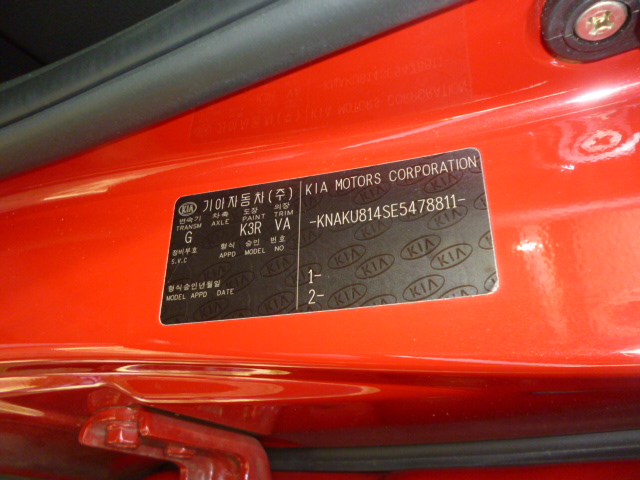 KIA 기아자동차(주)
변속기 차축 도장 의장
TRANSM AXLE PAINT TRIM
G K3R VA
정비부호 형식 승인 번호
S.V.C APPD MODEL NO
형식승인년월일
MODEL APPD DATE
KIA MOTORS CORPORATION
-KNAKU814SE5478811-
1-
2-